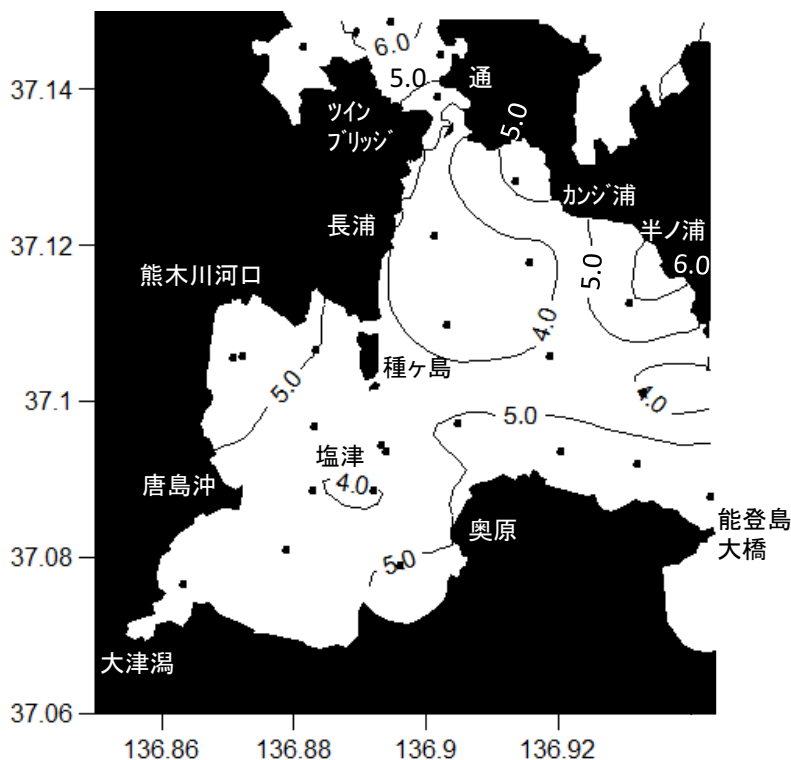 6.0
5.0
通
37.14
ﾂｲﾝ
ﾌﾞﾘｯｼﾞ
5.0
ｶﾝｼﾞ浦
長浦
半ノ浦
37.12
5.0
6.0
熊木川河口
4.0
種ヶ島
5.0
4.0
37.1
5.0
塩津
唐島沖
4.0
奥原
能登島
大橋
37.08
5.0
大津潟
37.06
136.86
136.88
136.9
136.92